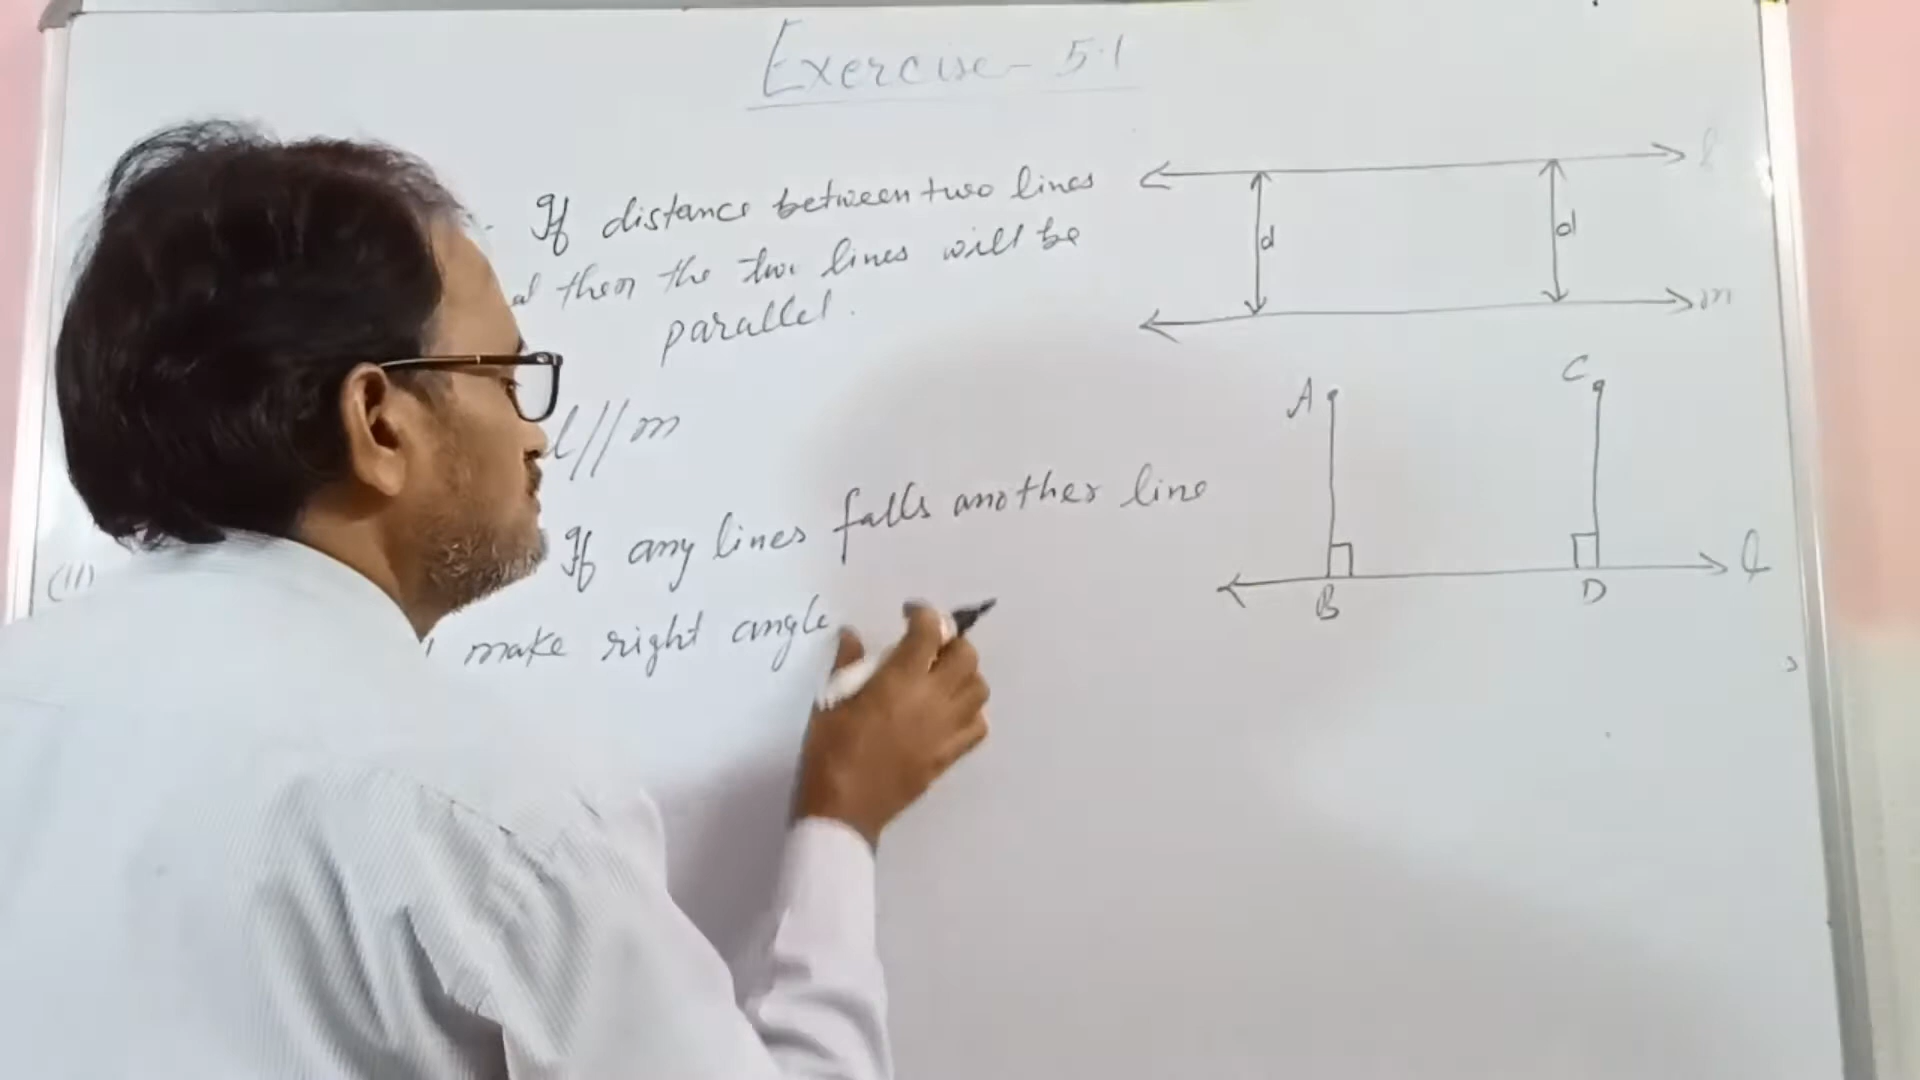 Exercise - 5.1
If distance between two lines
then the two lines will be
parallel.
l // m
(II)
If any lines falls another line
make right angle
l
d
d
m
A
C
B
D
l